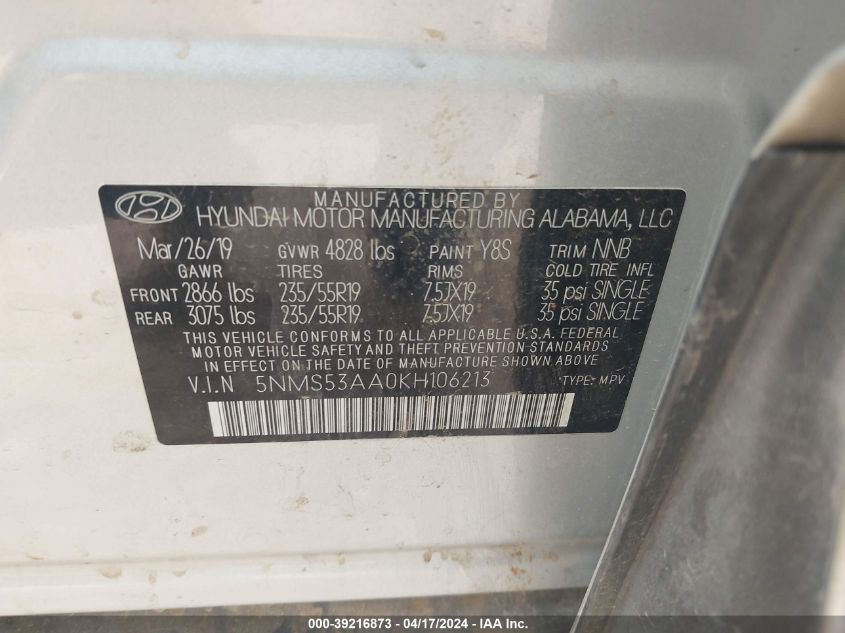 MANUFACTURED BY
HYUNDAI MOTOR MANUFACTURING ALABAMA, LLC
Mar/26/19 GVWR 4828 lbs PAINT Y8S TRIM NNB
GAWR TIRES RIMS COLD TIRE INFL
FRONT 2866 lbs 235/55R19 7.5JX19 35 psi SINGLE
REAR 3075 lbs 235/55R19 7.5JX19 35 psi SINGLE
THIS VEHICLE CONFORMS TO ALL APPLICABLE U.S.A. FEDERAL
MOTOR VEHICLE SAFETY AND THEFT PREVENTION STANDARDS
IN EFFECT ON THE DATE OF MANUFACTURE SHOWN ABOVE
V.I.N 5NMS53AA0KH106213 TYPE: MPV
000-39216873 - 04/17/2024 - IAA Inc.